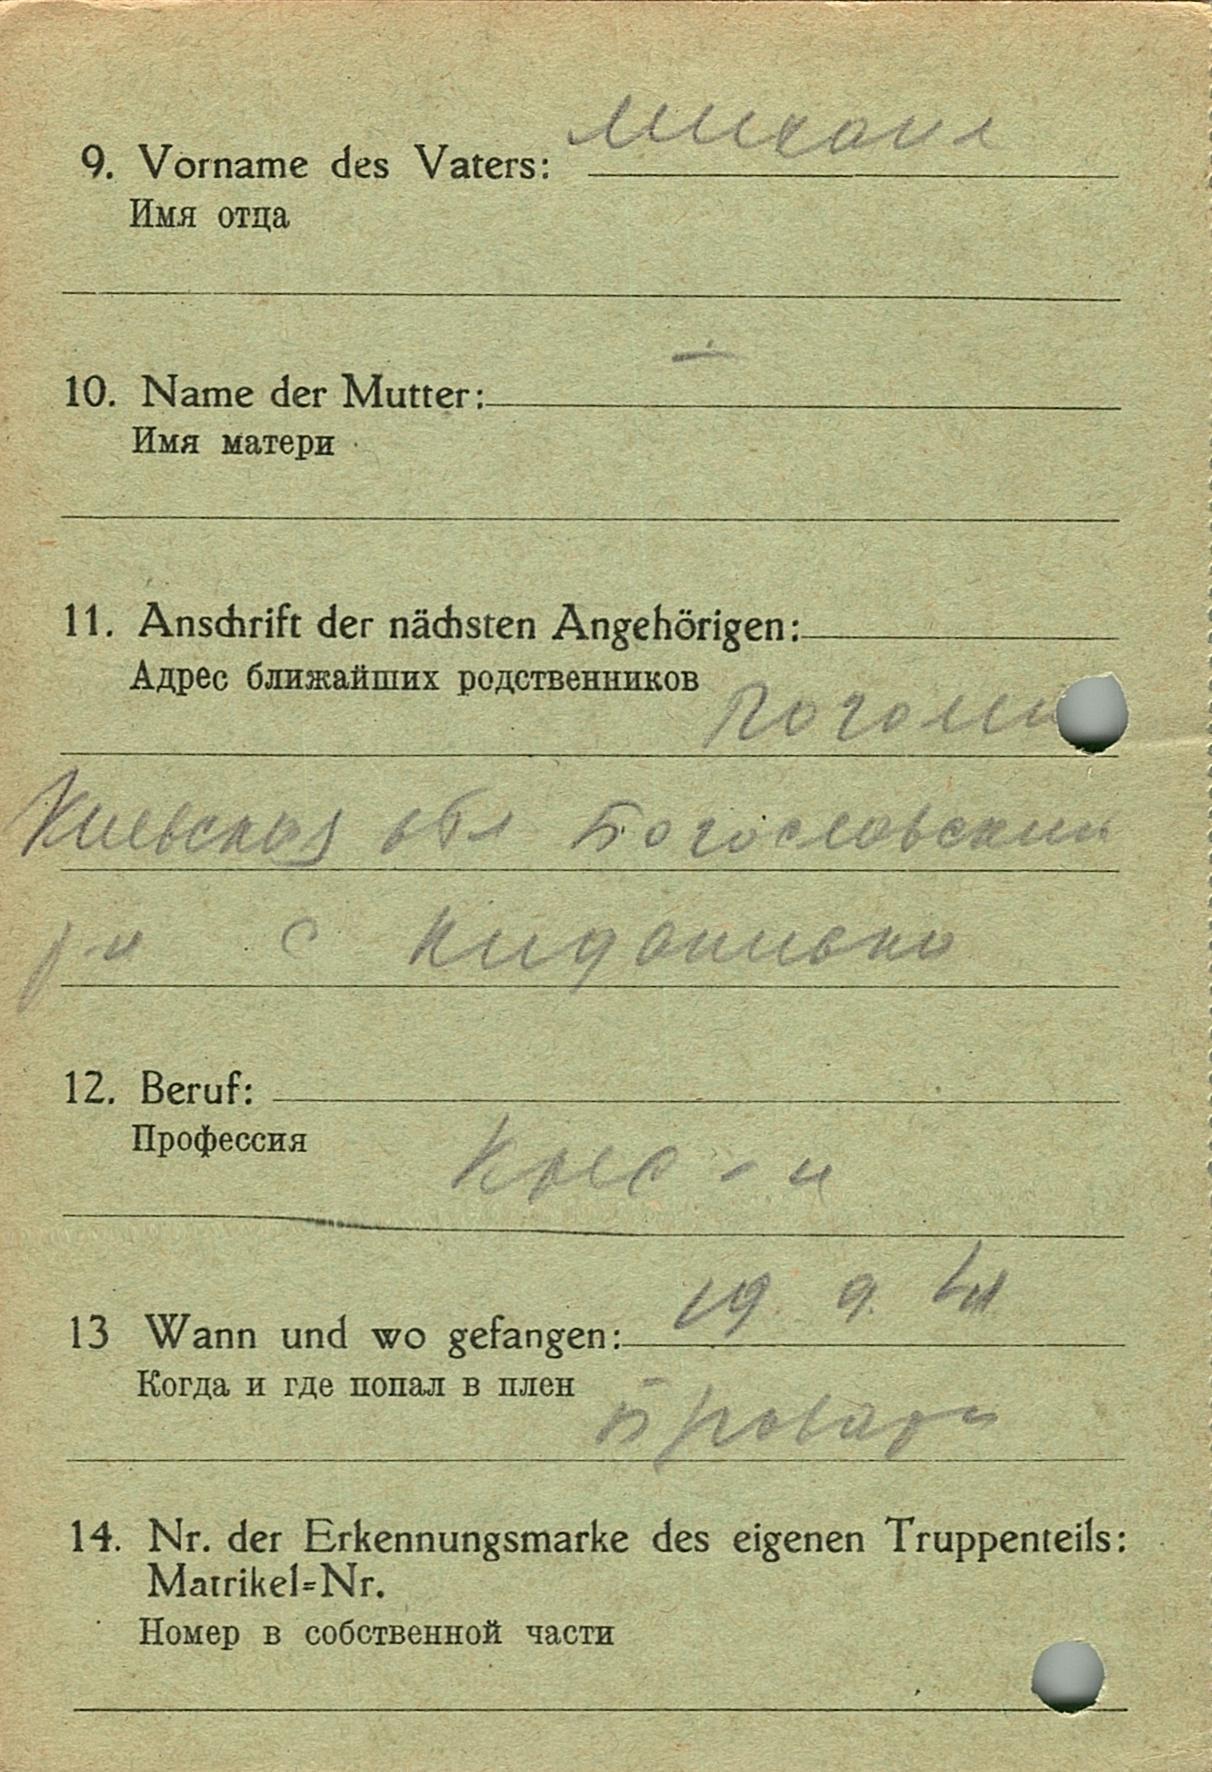 9. Vorname des Vaters: Михаил
Имя отца
10. Name der Mutter: —
Имя матери
11. Anschrift der nächsten Angehörigen:
Адрес ближайших родственников
Киевская обл Богословский
р-н с
12. Beruf:
Профессия
Крес-н
13 Wann und wo gefangen: 19. 9. 41
Когда и где попал в плен
14. Nr. der Erkennungsmarke des eigenen Truppenteils:
Matrikel=Nr.
Номер в собственной части